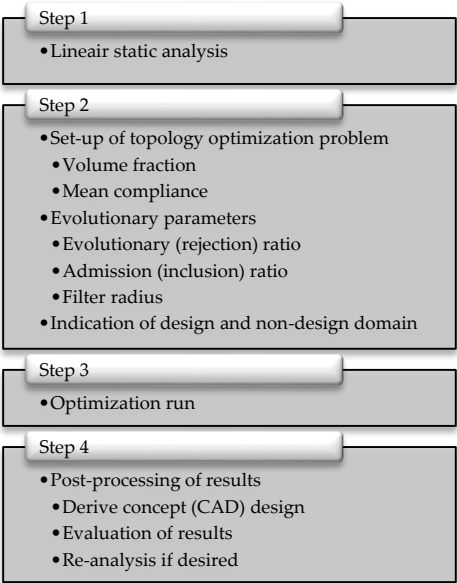 Step 1
•Lineair static analysis
Step 2
•Set-up of topology optimization problem
•Volume fraction
•Mean compliance
•Evolutionary parameters
•Evolutionary (rejection) ratio
•Admission (inclusion) ratio
•Filter radius
•Indication of design and non-design domain
Step 3
•Optimization run
Step 4
•Post-processing of results
•Derive concept (CAD) design
•Evaluation of results
•Re-analysis if desired